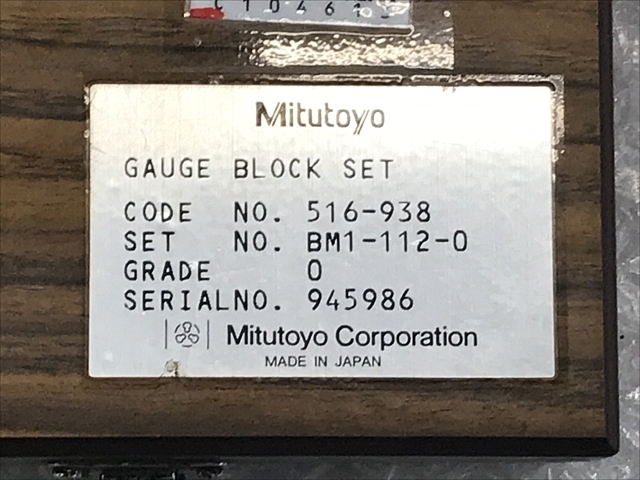 Mitutoyo
GAUGE BLOCK SET
CODE NO. 516-938
SET NO. BM1-112-0
GRADE 0
SERIALNO. 945986
Mitutoyo Corporation
MADE IN JAPAN